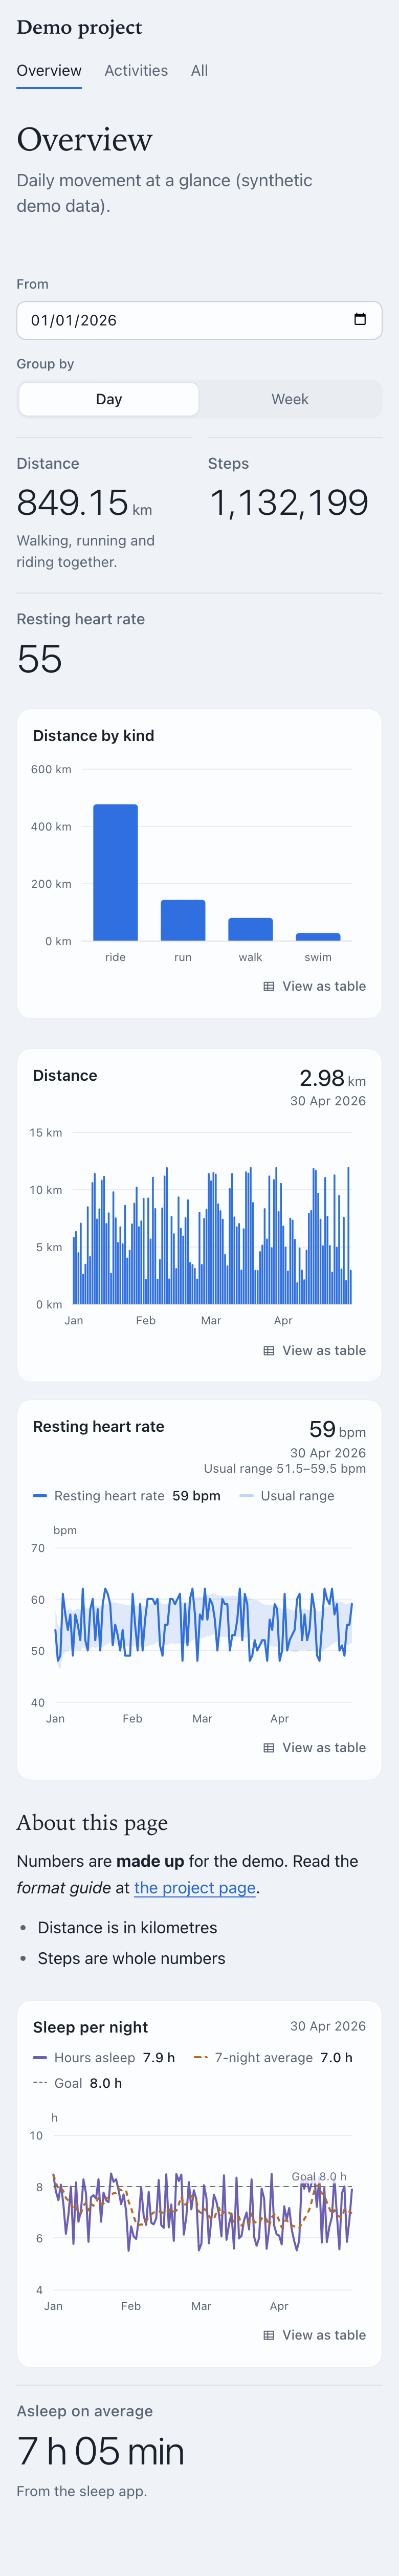 Demo project
Overview Activities All
Overview
Daily movement at a glance (synthetic
demo data).
From
01/01/2026
Group by
Day Week
Distance Steps
849.15 km 1,132,199
Walking, running and
riding together.
Resting heart rate
55
Distance by kind
600 km
400 km
200 km
0 km
ride run walk swim
View as table
Distance 2.98 km
30 Apr 2026
15 km
10 km
5 km
0 km
Jan Feb Mar Apr
View as table
Resting heart rate 59 bpm
30 Apr 2026
Usual range 51.5–59.5 bpm
Resting heart rate 59 bpm Usual range
bpm
70
60
50
40
Jan Feb Mar Apr
View as table
About this page
Numbers are made up for the demo. Read the
format guide at the project page.
• Distance is in kilometres
• Steps are whole numbers
Sleep per night 30 Apr 2026
Hours asleep 7.9 h 7-night average 7.0 h
Goal 8.0 h
h
10
Goal 8.0 h
8
6
4
Jan Feb Mar Apr
View as table
Asleep on average
7 h 05 min
From the sleep app.